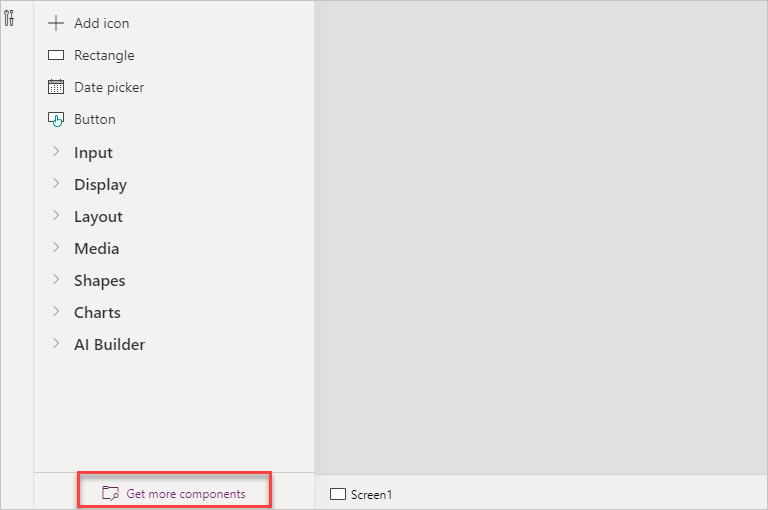 Add icon
Rectangle
Date picker
Button
Input
Display
Layout
Media
Shapes
Charts
AI Builder
Get more components
Screen1